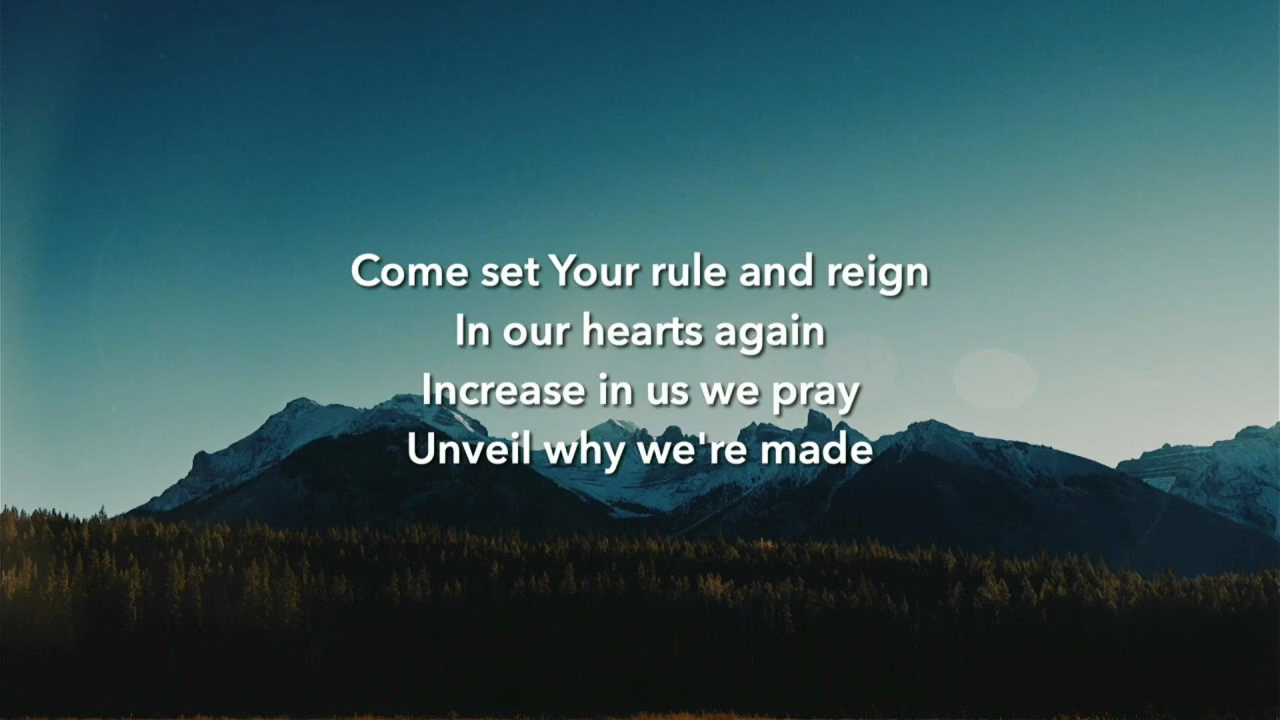 Come set Your rule and reign
In our hearts again
Increase in us we pray
Unveil why we're made